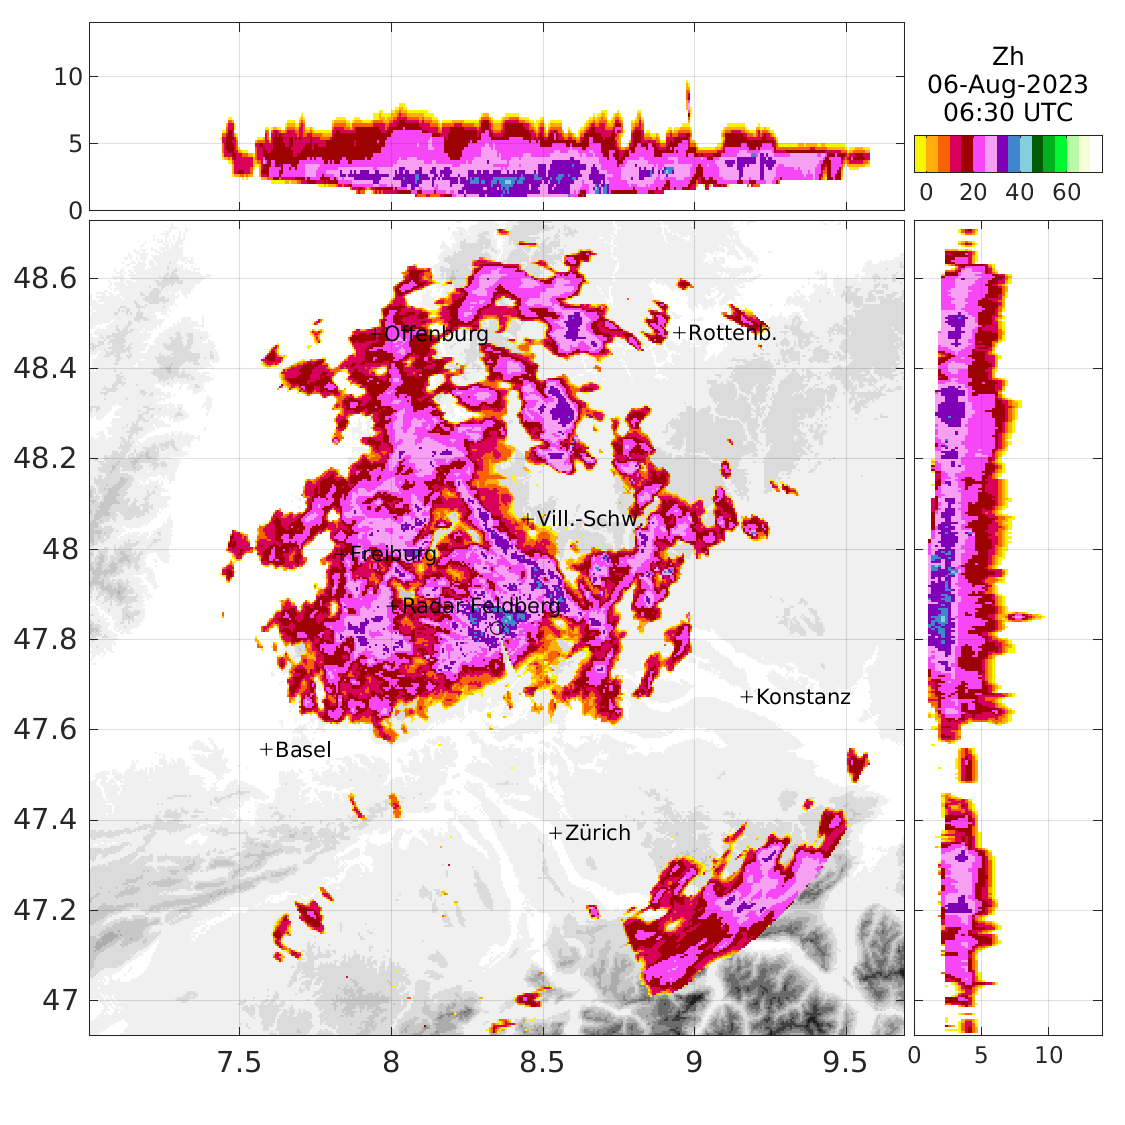 Zh
06-Aug-2023
06:30 UTC
0 20 40 60
10
5
0
48.6
48.4
48.2
48
47.8
47.6
47.4
47.2
47
+Offenburg
+Rottenb.
+Vill.-Schw.
+Freiburg
+Radar Feldberg
+Konstanz
+Basel
+Zürich
7.5 8 8.5 9 9.5
0 5 10